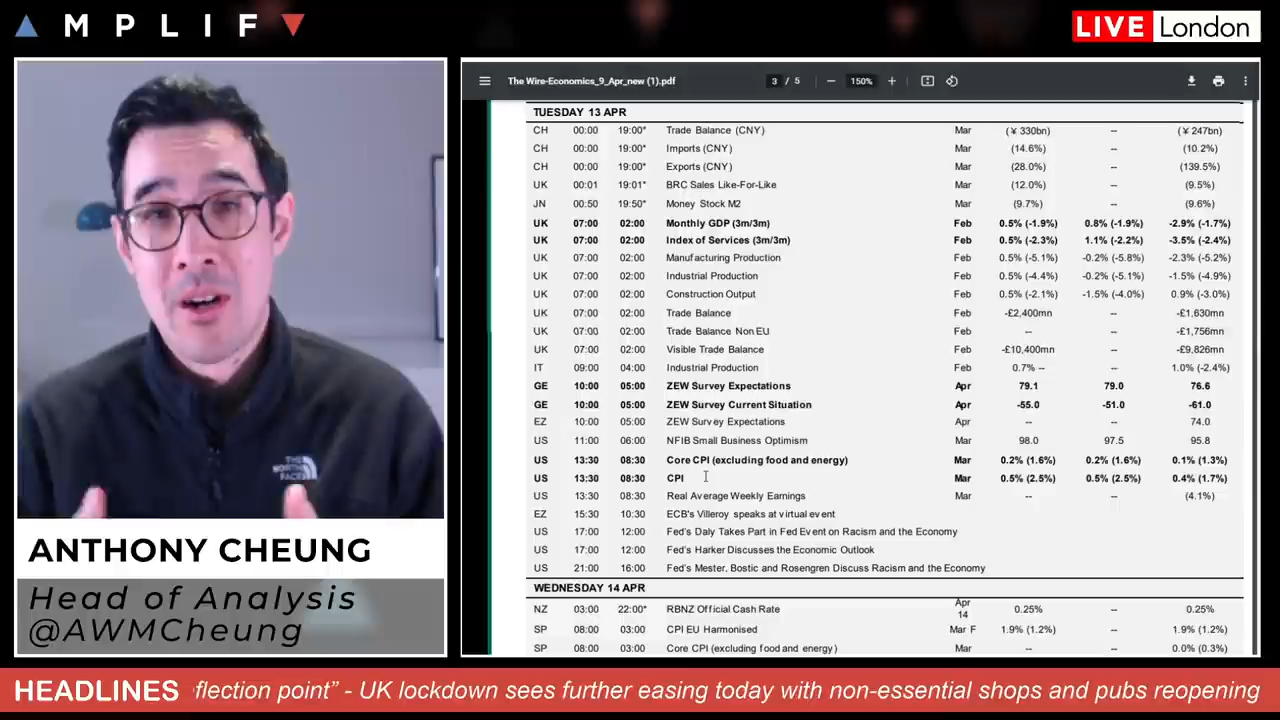 AMPLIFY
LIVE London
The Wire-Economics_9_Apr_new (1).pdf 3 / 5 150%
TUESDAY 13 APR
CH 00:00 19:00* Trade Balance (CNY) Mar (¥ 330bn) -- (¥ 247bn)
CH 00:00 19:00* Imports (CNY) Mar (14.6%) -- (10.2%)
CH 00:00 19:00* Exports (CNY) Mar (28.0%) -- (139.5%)
UK 00:01 19:01* BRC Sales Like-For-Like Mar (12.0%) -- (9.5%)
JN 00:50 19:50* Money Stock M2 Mar (9.7%) -- (9.6%)
UK 07:00 02:00 Monthly GDP (3m/3m) Feb 0.5% (-1.9%) 0.8% (-1.9%) -2.9% (-1.7%)
UK 07:00 02:00 Index of Services (3m/3m) Feb 0.5% (-2.3%) 1.1% (-2.2%) -3.5% (-2.4%)
UK 07:00 02:00 Manufacturing Production Feb 0.5% (-5.1%) -0.2% (-5.8%) -2.3% (-5.2%)
UK 07:00 02:00 Industrial Production Feb 0.5% (-4.4%) -0.2% (-5.1%) -1.5% (-4.9%)
UK 07:00 02:00 Construction Output Feb 0.5% (-2.1%) -1.5% (-4.0%) 0.9% (-3.0%)
UK 07:00 02:00 Trade Balance Feb -£2,400mn -- -£1,630mn
UK 07:00 02:00 Trade Balance Non EU Feb -- -- -£1,756mn
UK 07:00 02:00 Visible Trade Balance Feb -£10,400mn -- -£9,826mn
IT 09:00 04:00 Industrial Production Feb 0.7% -- 1.0% (-2.4%)
GE 10:00 05:00 ZEW Survey Expectations Apr 79.1 79.0 76.6
GE 10:00 05:00 ZEW Survey Current Situation Apr -55.0 -51.0 -61.0
EZ 10:00 05:00 ZEW Survey Expectations Apr -- -- 74.0
US 11:00 06:00 NFIB Small Business Optimism Mar 98.0 97.5 95.8
US 13:30 08:30 Core CPI (excluding food and energy) Mar 0.2% (1.6%) 0.2% (1.6%) 0.1% (1.3%)
US 13:30 08:30 CPI Mar 0.5% (2.5%) 0.5% (2.5%) 0.4% (1.7%)
US 13:30 08:30 Real Average Weekly Earnings Mar -- -- (4.1%)
EZ 15:30 10:30 ECB's Villeroy speaks at virtual event
US 17:00 12:00 Fed's Daly Takes Part in Fed Event on Racism and the Economy
US 17:00 12:00 Fed's Harker Discusses the Economic Outlook
US 21:00 16:00 Fed's Mester, Bostic and Rosengren Discuss Racism and the Economy
WEDNESDAY 14 APR
NZ 03:00 22:00* RBNZ Official Cash Rate Apr 14 0.25% -- 0.25%
SP 08:00 03:00 CPI EU Harmonised Mar F 1.9% (1.2%) -- 1.9% (1.2%)
SP 08:00 03:00 Core CPI (excluding food and energy) Mar -- -- 0.0% (0.3%)
THE NORTH FACE
ANTHONY CHEUNG
Head of Analysis
@AWMCheung
HEADLINES flection point” - UK lockdown sees further easing today with non-essential shops and pubs reopening